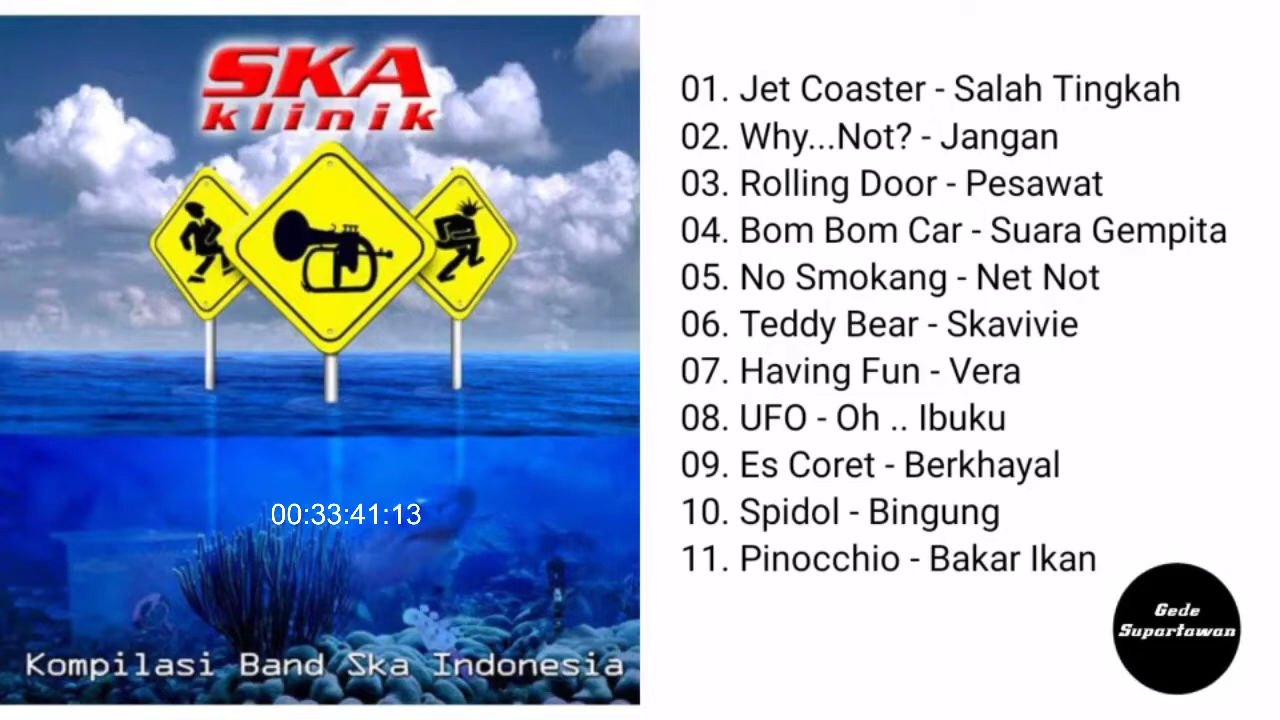 SKA
klinik
00:33:41:13
Kompilasi Band Ska Indonesia
01. Jet Coaster - Salah Tingkah
02. Why...Not? - Jangan
03. Rolling Door - Pesawat
04. Bom Bom Car - Suara Gempita
05. No Smokang - Net Not
06. Teddy Bear - Skavivie
07. Having Fun - Vera
08. UFO - Oh .. Ibuku
09. Es Coret - Berkhayal
10. Spidol - Bingung
11. Pinocchio - Bakar Ikan
Gede
Supartawan